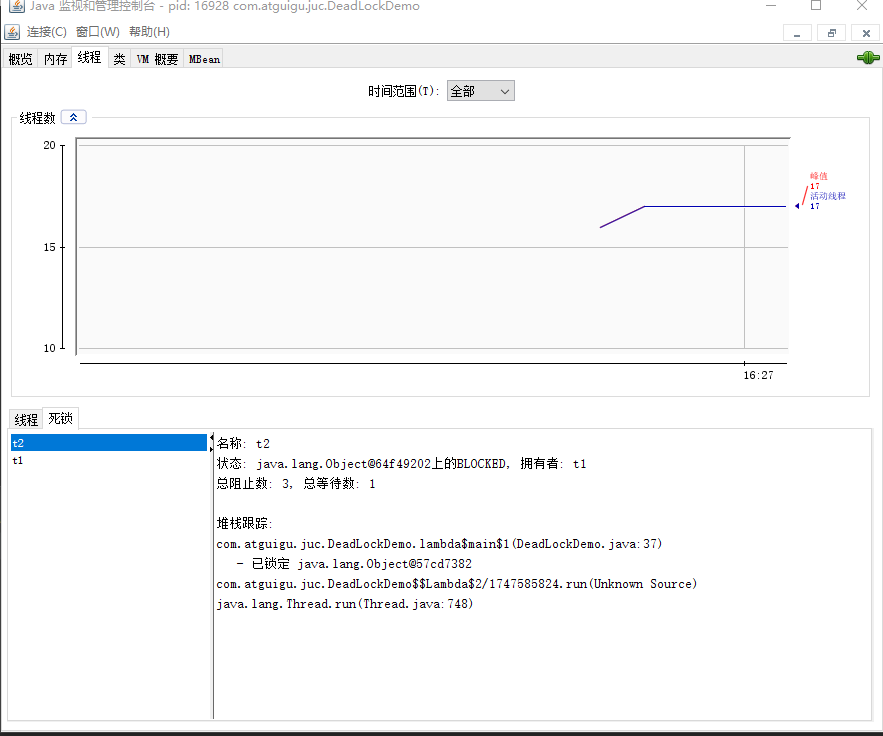 Java 监视和管理控制台 - pid: 16928 com.atguigu.juc.DeadLockDemo
连接(C) 窗口(W) 帮助(H)
概览 内存 线程 类 VM 概要 MBean
时间范围(T): 全部
线程数
20
15
10
峰值
17
活动线程
17
16:27
线程 死锁
t2
t1
名称: t2
状态: java.lang.Object@64f49202上的BLOCKED, 拥有者: t1
总阻止数: 3, 总等待数: 1
堆栈跟踪:
com.atguigu.juc.DeadLockDemo.lambda$main$1(DeadLockDemo.java:37)
- 已锁定 java.lang.Object@57cd7382
com.atguigu.juc.DeadLockDemo$$Lambda$2/1747585824.run(Unknown Source)
java.lang.Thread.run(Thread.java:748)